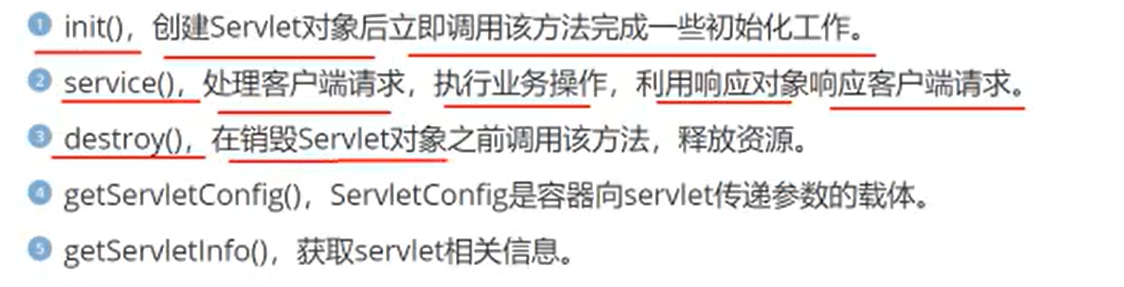 1 init()，创建Servlet对象后立即调用该方法完成一些初始化工作。
2 service()，处理客户端请求，执行业务操作，利用响应对象响应客户端请求。
3 destroy()，在销毁Servlet对象之前调用该方法，释放资源。
4 getServletConfig()，ServletConfig是容器向servlet传递参数的载体。
5 getServletInfo()，获取servlet相关信息。